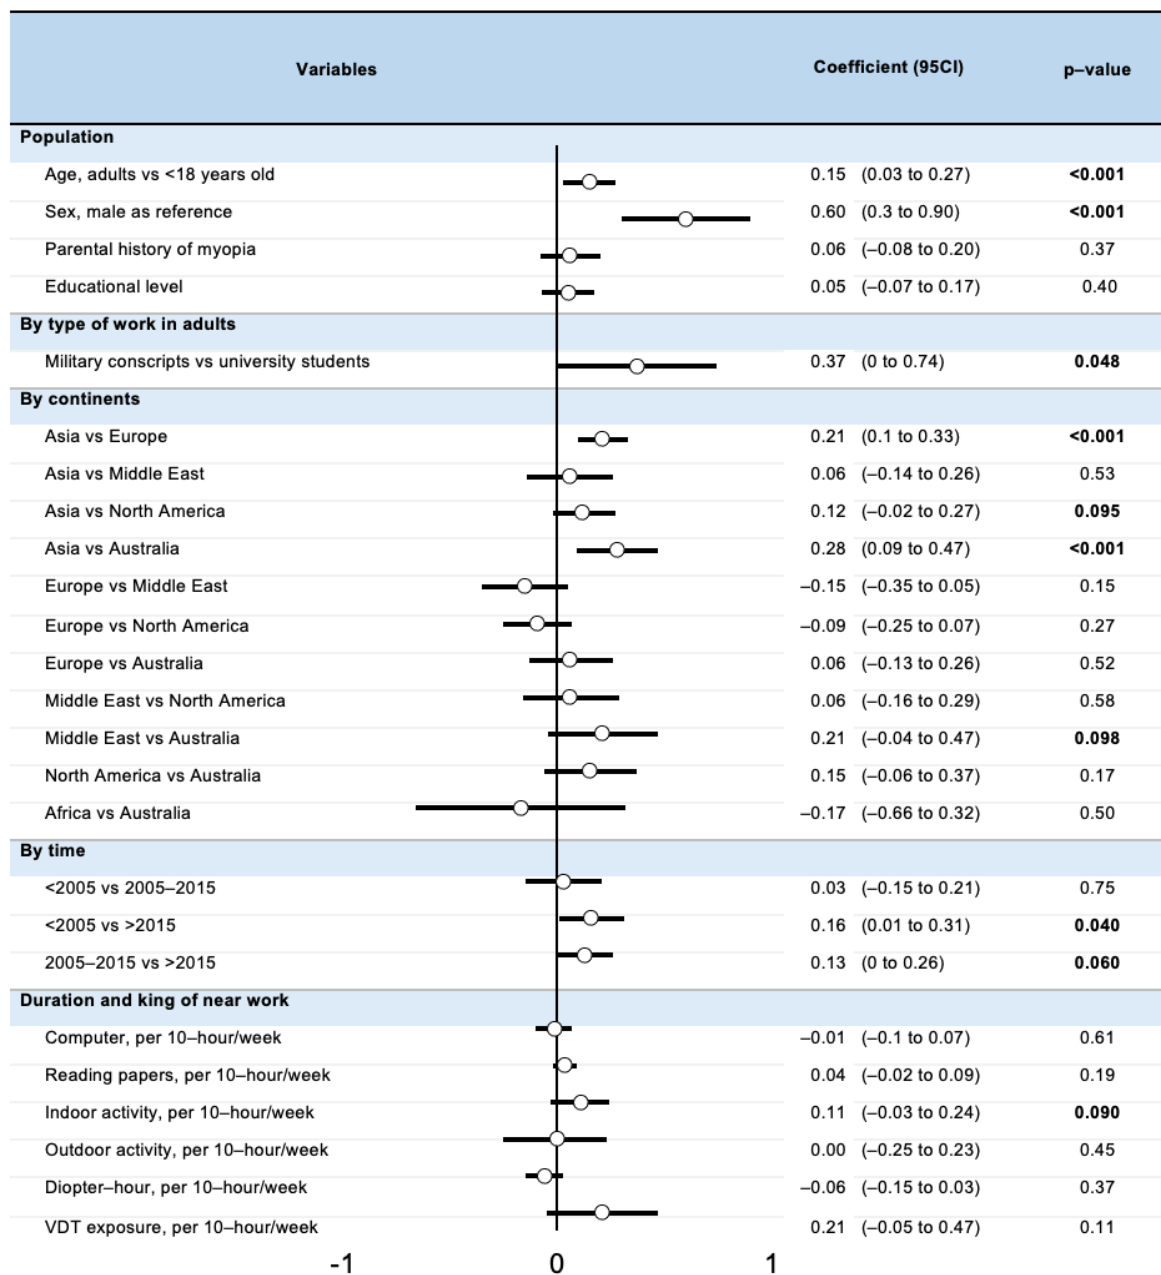 Variables Coefficient (95CI) p–value
Population
Age, adults vs <18 years old 0.15 (0.03 to 0.27) <0.001
Sex, male as reference 0.60 (0.3 to 0.90) <0.001
Parental history of myopia 0.06 (–0.08 to 0.20) 0.37
Educational level 0.05 (–0.07 to 0.17) 0.40
By type of work in adults
Military conscripts vs university students 0.37 (0 to 0.74) 0.048
By continents
Asia vs Europe 0.21 (0.1 to 0.33) <0.001
Asia vs Middle East 0.06 (–0.14 to 0.26) 0.53
Asia vs North America 0.12 (–0.02 to 0.27) 0.095
Asia vs Australia 0.28 (0.09 to 0.47) <0.001
Europe vs Middle East –0.15 (–0.35 to 0.05) 0.15
Europe vs North America –0.09 (–0.25 to 0.07) 0.27
Europe vs Australia 0.06 (–0.13 to 0.26) 0.52
Middle East vs North America 0.06 (–0.16 to 0.29) 0.58
Middle East vs Australia 0.21 (–0.04 to 0.47) 0.098
North America vs Australia 0.15 (–0.06 to 0.37) 0.17
Africa vs Australia –0.17 (–0.66 to 0.32) 0.50
By time
<2005 vs 2005–2015 0.03 (–0.15 to 0.21) 0.75
<2005 vs >2015 0.16 (0.01 to 0.31) 0.040
2005–2015 vs >2015 0.13 (0 to 0.26) 0.060
Duration and king of near work
Computer, per 10–hour/week –0.01 (–0.1 to 0.07) 0.61
Reading papers, per 10–hour/week 0.04 (–0.02 to 0.09) 0.19
Indoor activity, per 10–hour/week 0.11 (–0.03 to 0.24) 0.090
Outdoor activity, per 10–hour/week 0.00 (–0.25 to 0.23) 0.45
Diopter–hour, per 10–hour/week –0.06 (–0.15 to 0.03) 0.37
VDT exposure, per 10–hour/week 0.21 (–0.05 to 0.47) 0.11
-1 0 1